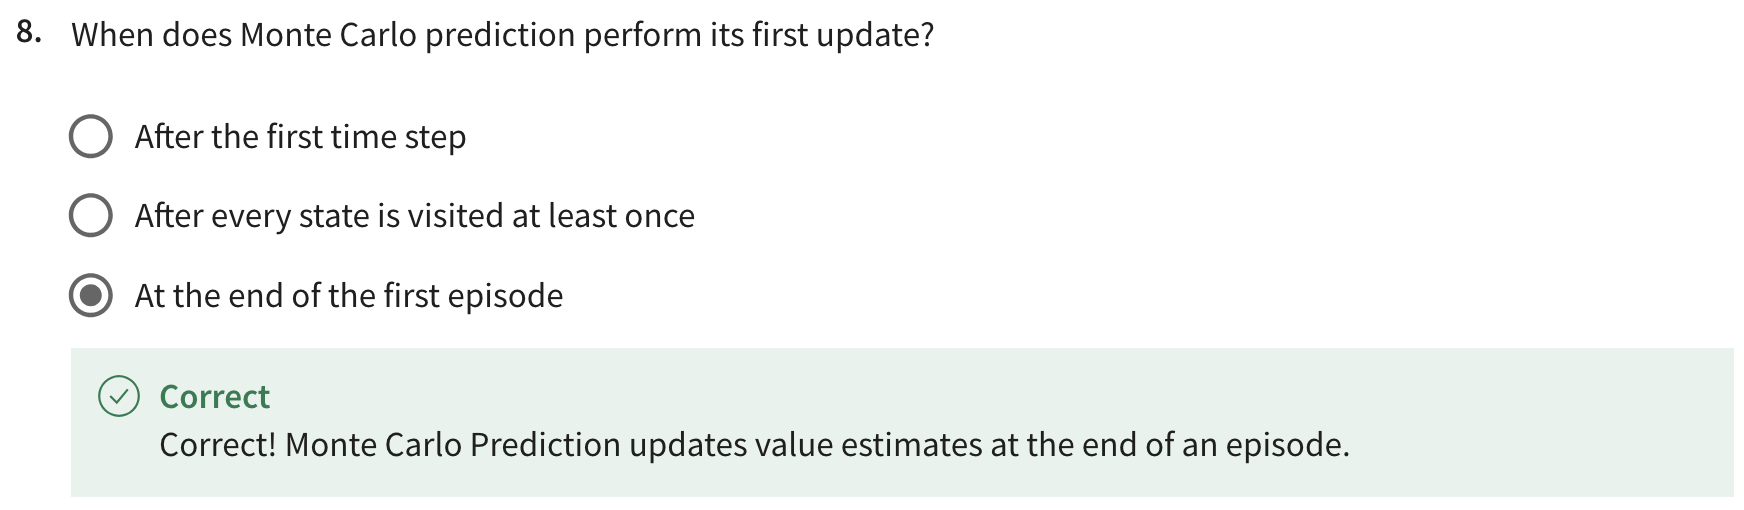 8. When does Monte Carlo prediction perform its first update?
After the first time step
After every state is visited at least once
At the end of the first episode
Correct
Correct! Monte Carlo Prediction updates value estimates at the end of an episode.